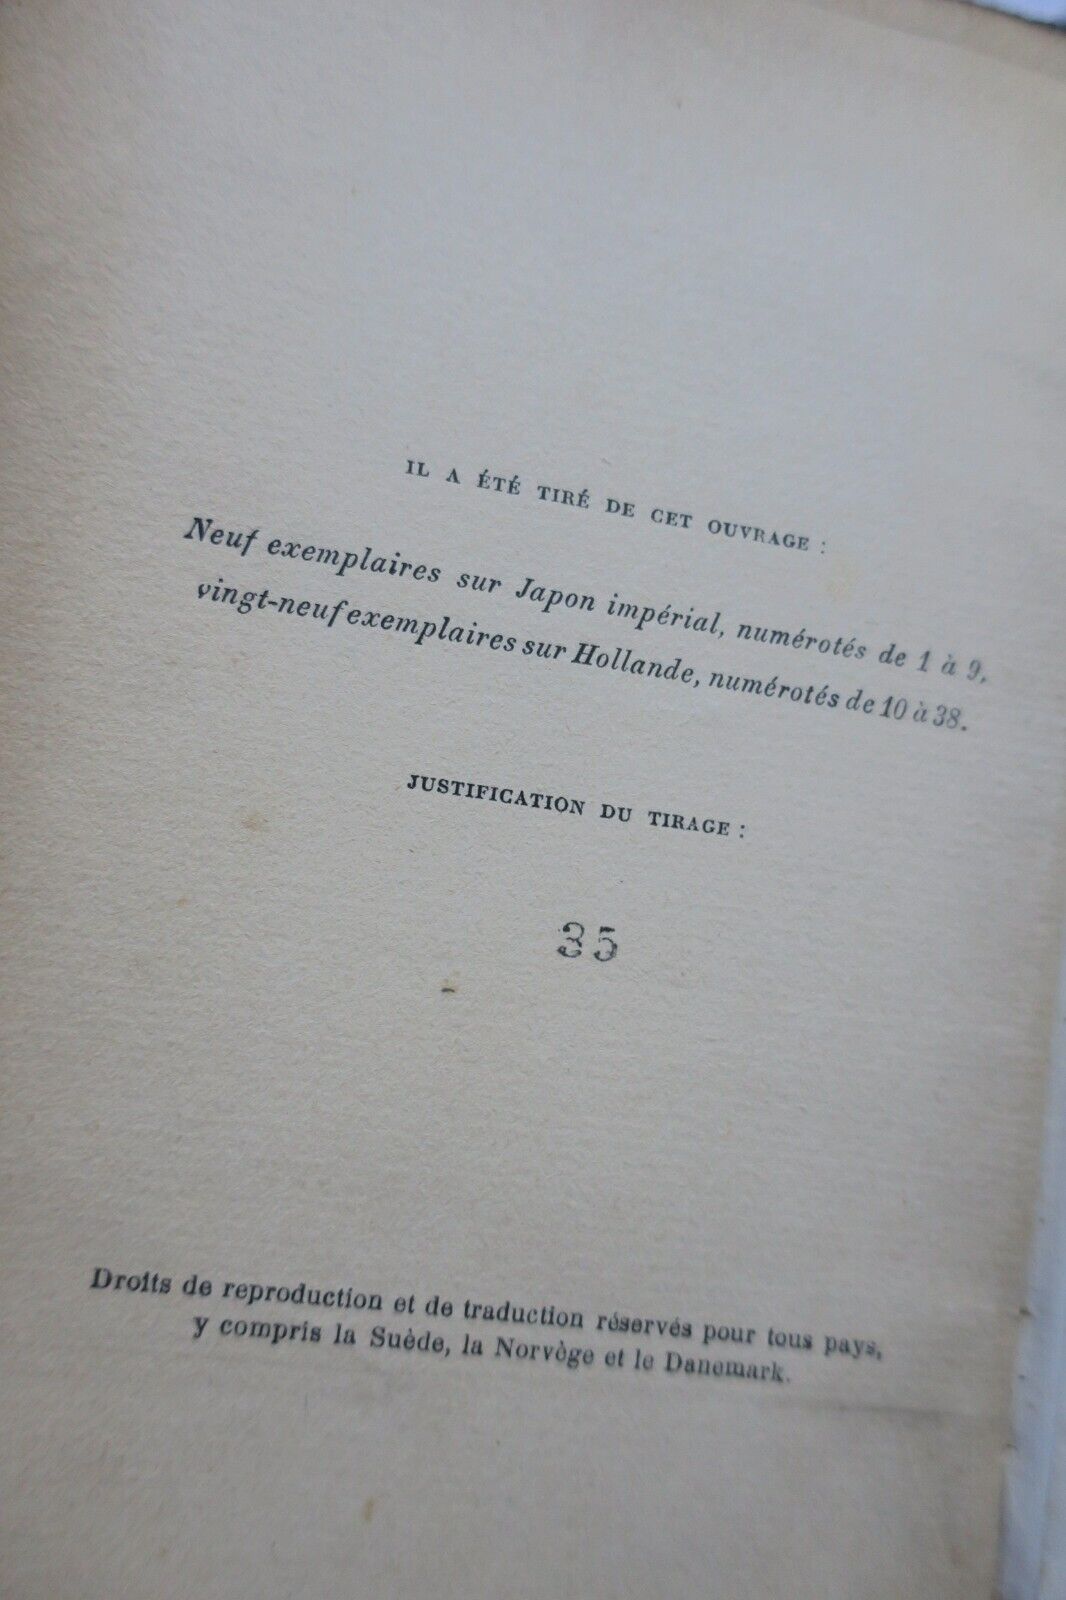 IL A ÉTÉ TIRÉ DE CET OUVRAGE :
Neuf exemplaires sur Japon impérial, numérotés de 1 à 9,
vingt-neuf exemplaires sur Hollande, numérotés de 10 à 38.
JUSTIFICATION DU TIRAGE :
35
Droits de reproduction et de traduction réservés pour tous pays,
y compris la Suède, la Norvège et le Danemark.